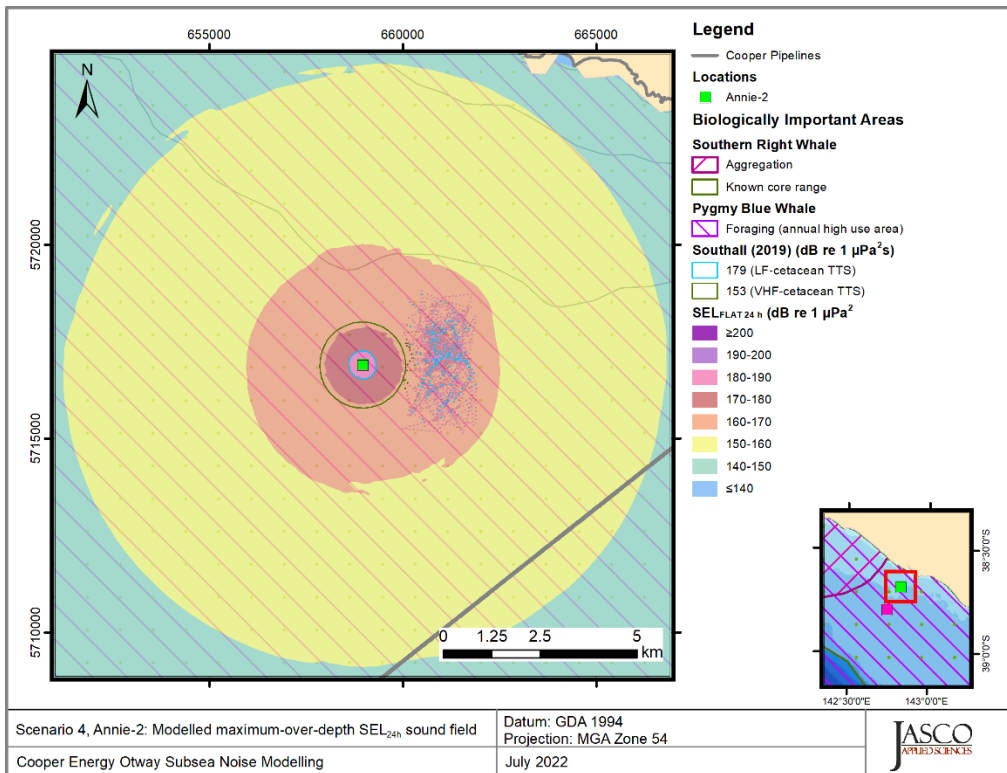 655000 660000 665000
N
5720000
5715000
5710000
0 1.25 2.5 5
km
Legend
Cooper Pipelines
Locations
Annie-2
Biologically Important Areas
Southern Right Whale
Aggregation
Known core range
Pygmy Blue Whale
Foraging (annual high use area)
Southall (2019) (dB re 1 µPa²s)
179 (LF-cetacean TTS)
153 (VHF-cetacean TTS)
SELFLAT 24 h (dB re 1 µPa²
≥200
190-200
180-190
170-180
160-170
150-160
140-150
≤140
38°30'0"S
39°0'0"S
142°30'0"E 143°0'0"E
Scenario 4, Annie-2: Modelled maximum-over-depth SEL24h sound field
Datum: GDA 1994
Projection: MGA Zone 54
Cooper Energy Otway Subsea Noise Modelling
July 2022
JASCO
APPLIED SCIENCES